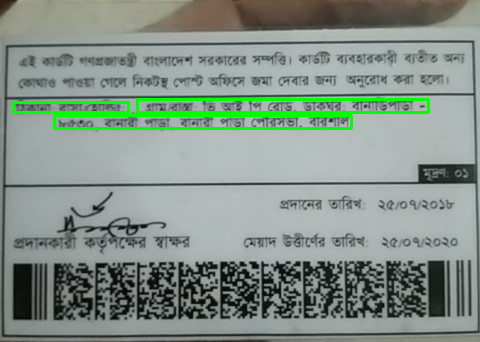 এই কার্ডটি গণপ্রজাতন্ত্রী বাংলাদেশ সরকারের সম্পত্তি। কার্ডটি ব্যবহারকারী ব্যতীত অন্য
কোথাও পাওয়া গেলে নিকটস্থ পোস্ট অফিসে জমা দেবার জন্য অনুরোধ করা হলো।
ঠিকানা: বাসা/হোল্ডিং: গ্রাম/রাস্তা: ভি আই পি রোড, ডাকঘর: বানারিপাড়া -
৮৫৩০, বানারী পাড়া, বানারী পাড়া পৌরসভা, বরিশাল
মুদ্রণ: ০১
প্রদানের তারিখ: ২৫/০৭/২০১৮
প্রদানকারী কর্তৃপক্ষের স্বাক্ষর মেয়াদ উত্তীর্ণের তারিখ: ২৫/০৭/২০২০